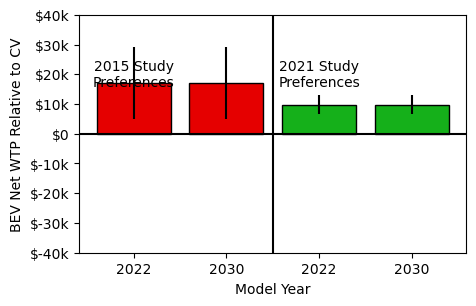 $40k
$30k
$20k
$10k
$0
$-10k
$-20k
$-30k
$-40k
BEV Net WTP Relative to CV
2015 Study
Preferences
2021 Study
Preferences
2022
2030
2022
2030
Model Year